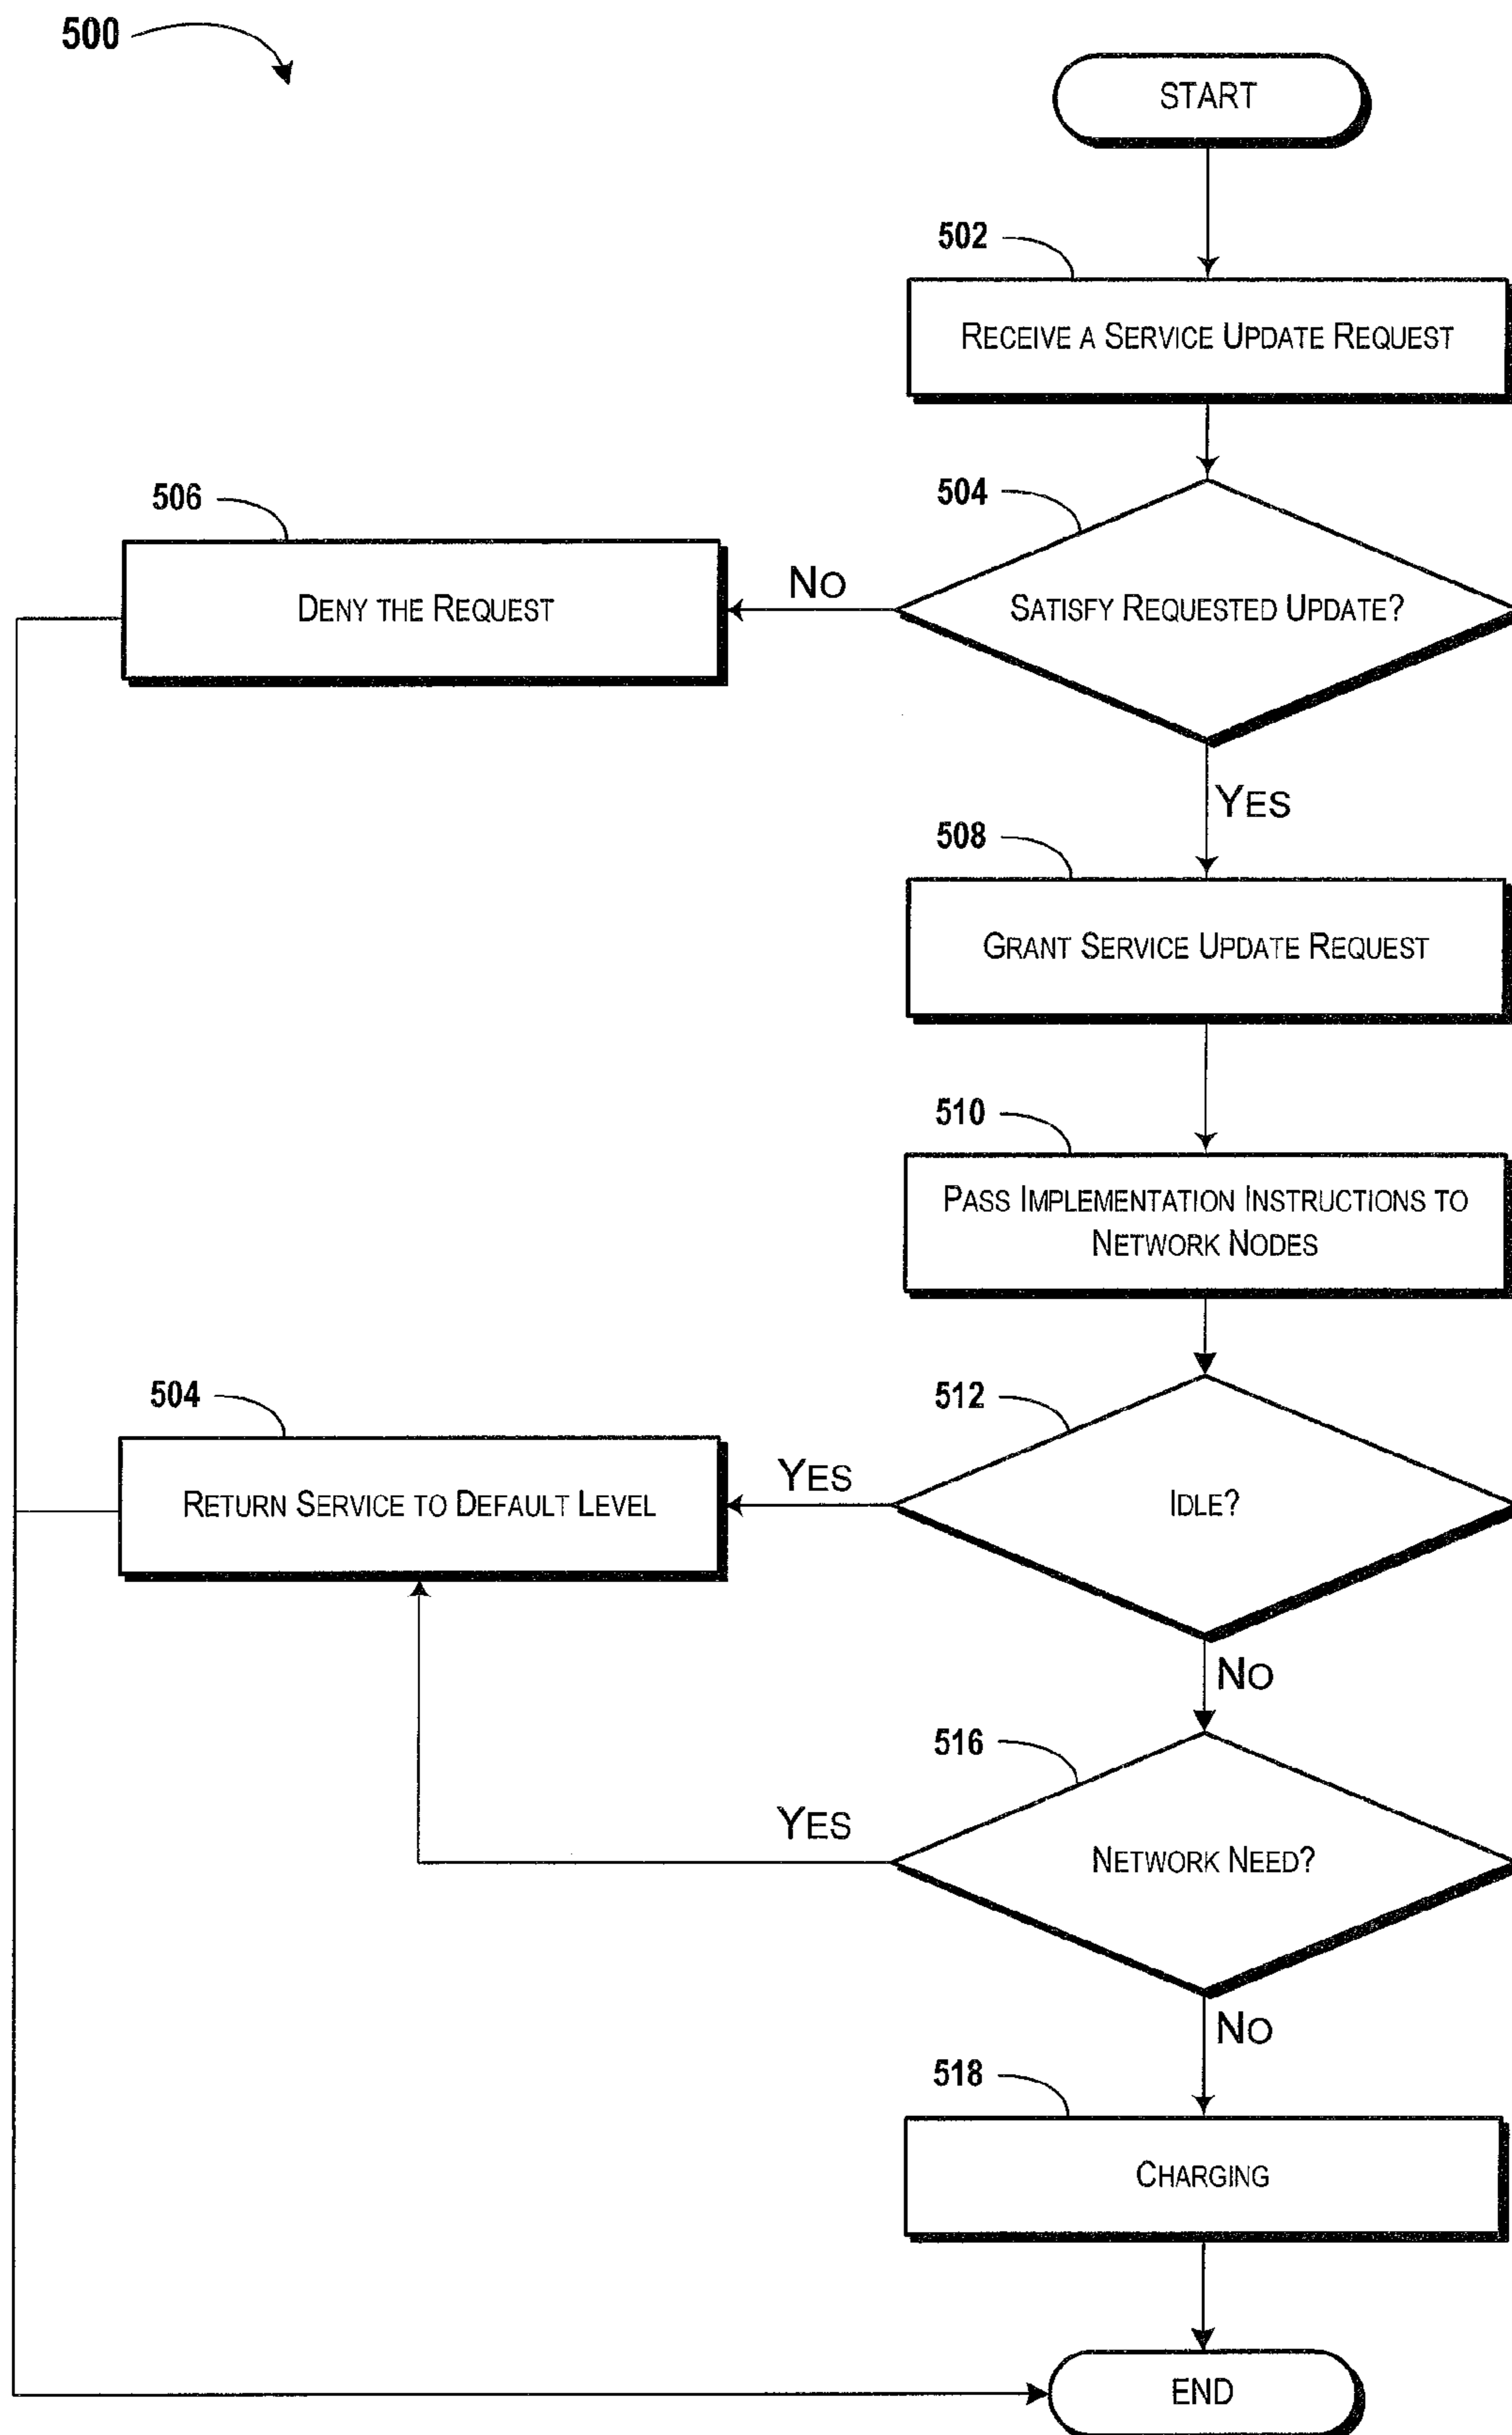 500
START
502
RECEIVE A SERVICE UPDATE REQUEST
506
504
DENY THE REQUEST
NO
SATISFY REQUESTED UPDATE?
YES
508
GRANT SERVICE UPDATE REQUEST
510
PASS IMPLEMENTATION INSTRUCTIONS TO
NETWORK NODES
504
512
RETURN SERVICE TO DEFAULT LEVEL
YES
IDLE?
NO
516
YES
NETWORK NEED?
NO
518
CHARGING
END